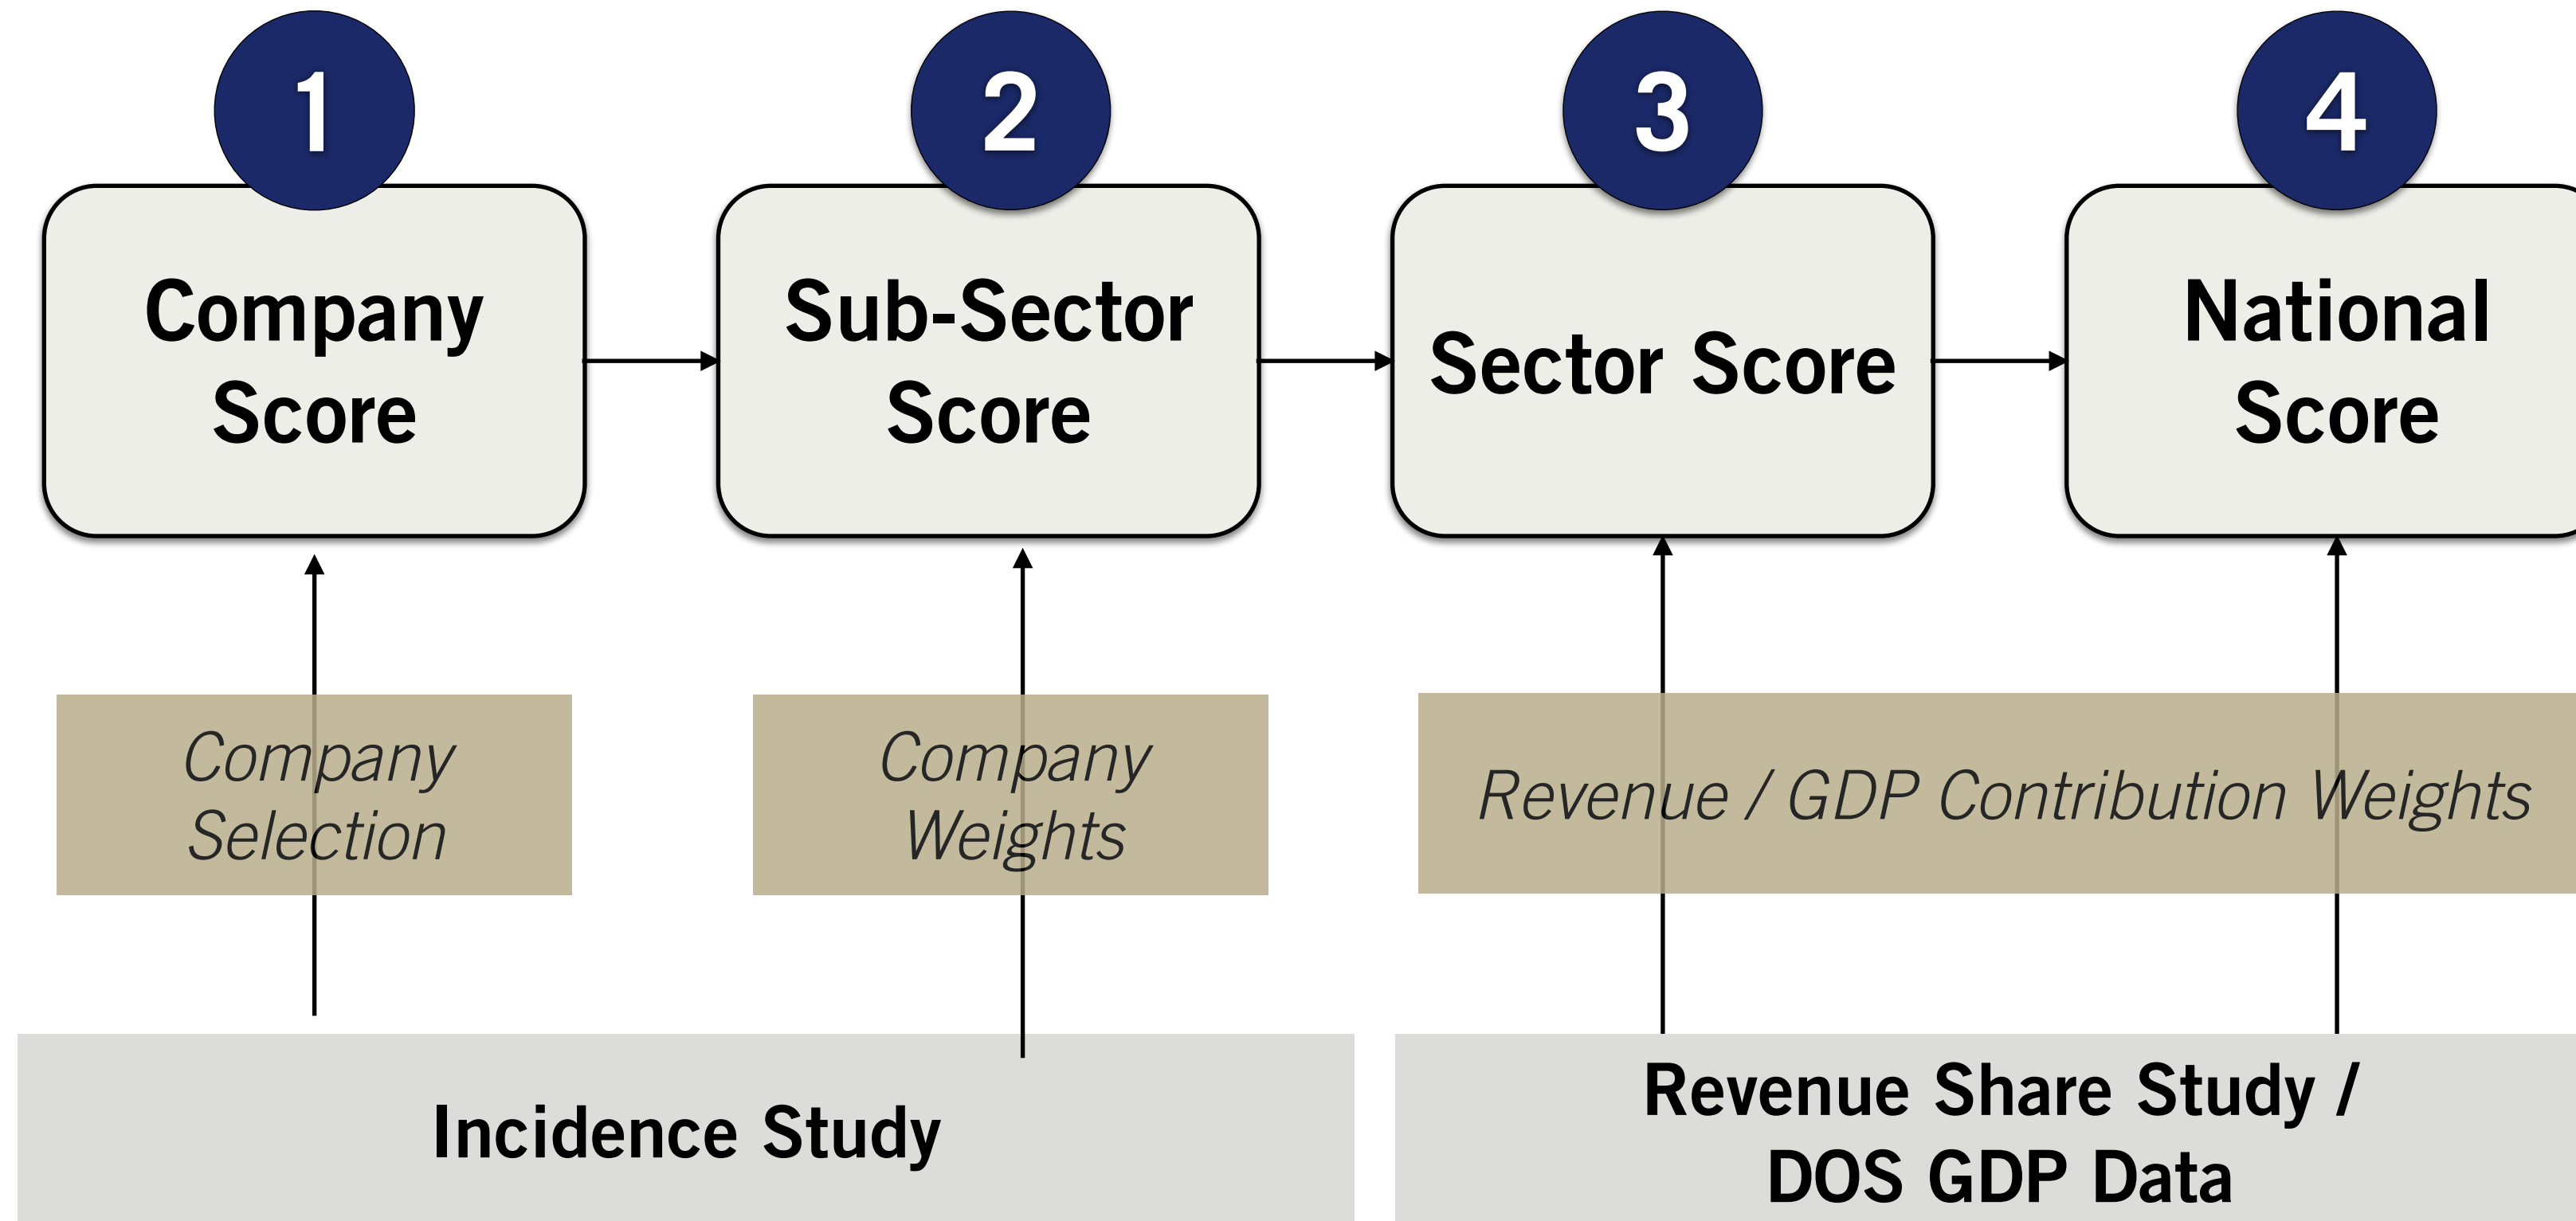 1
2
3
4
Company
Score
Sub-Sector
Score
Sector Score
National
Score
Company
Selection
Company
Weights
Revenue / GDP Contribution Weights
Incidence Study
Revenue Share Study /
DOS GDP Data